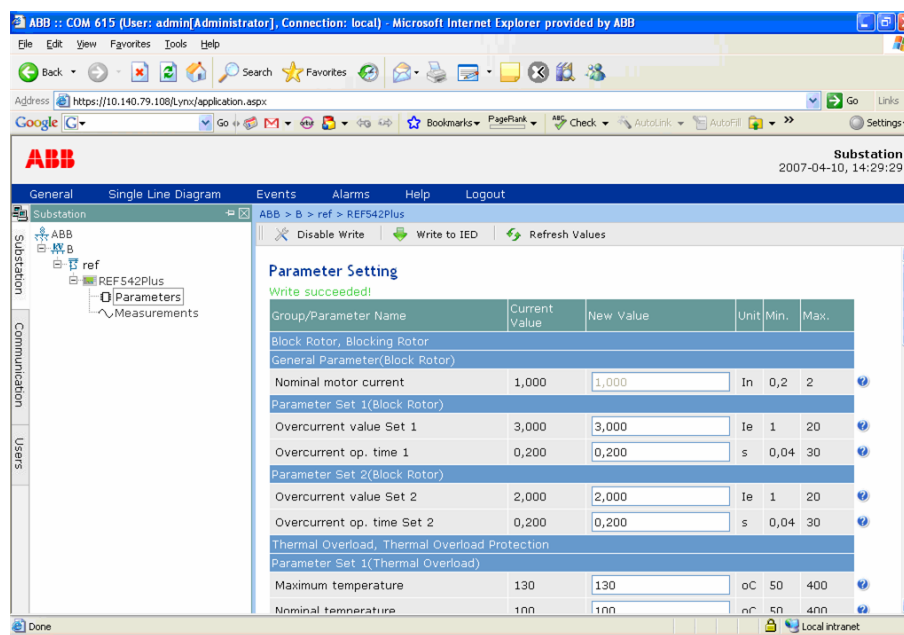 ABB :: COM 615 (User: admin[Administrator], Connection: local) - Microsoft Internet Explorer provided by ABB
File Edit View Favorites Tools Help
Back Search Favorites
Address https://10.140.79.108/Lynx/application.aspx Go Links
Google G Go Bookmarks PageRank ABC Check AutoLink AutoFill Settings
ABB
Substation
2007-04-10, 14:29:29
General Single Line Diagram Events Alarms Help Logout
Substation
ABB > B > ref > REF542Plus
Disable Write Write to IED Refresh Values
Substation
Communication
Users
ABB
B
ref
REF542Plus
Parameters
Measurements
Parameter Setting
Write succeeded!
Group/Parameter Name Current Value New Value Unit Min. Max.
Block Rotor, Blocking Rotor
General Parameter(Block Rotor)
Nominal motor current 1,000 1,000 In 0,2 2
Parameter Set 1(Block Rotor)
Overcurrent value Set 1 3,000 3,000 Ie 1 20
Overcurrent op. time 1 0,200 0,200 s 0,04 30
Parameter Set 2(Block Rotor)
Overcurrent value Set 2 2,000 2,000 Ie 1 20
Overcurrent op. time Set 2 0,200 0,200 s 0,04 30
Thermal Overload, Thermal Overload Protection
Parameter Set 1(Thermal Overload)
Maximum temperature 130 130 oC 50 400
Nominal temperature 100 100 oC 50 400
Done Local intranet